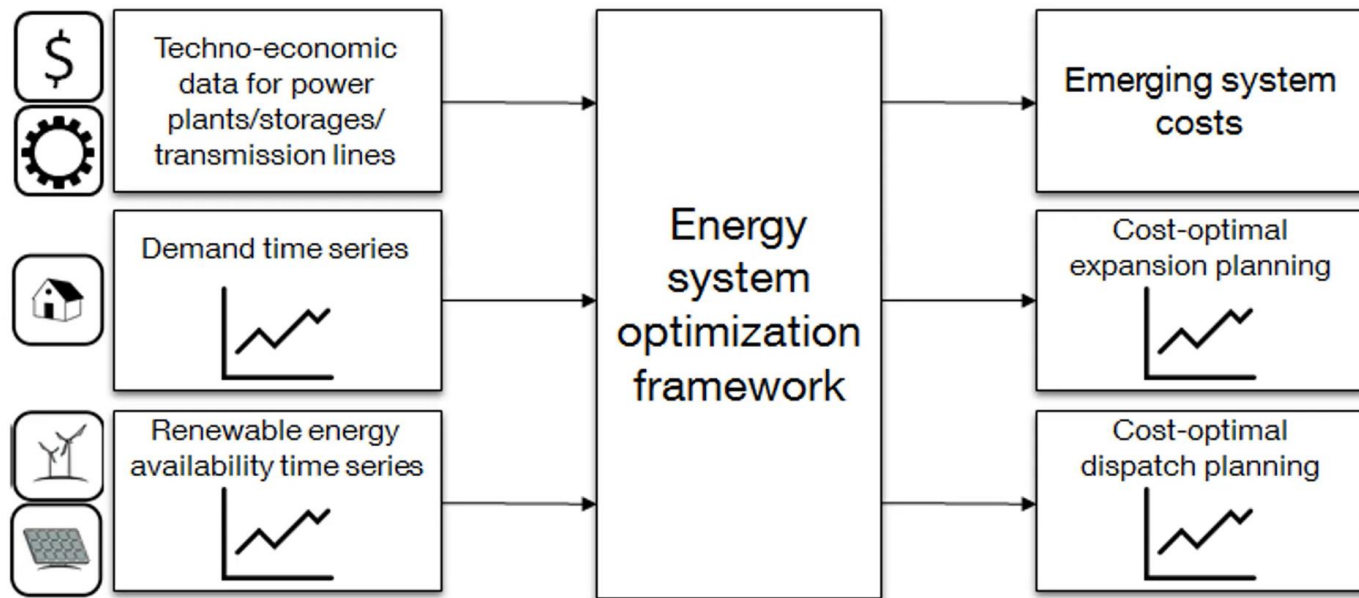 $
Techno-economic
data for power
plants/storages/
transmission lines
Demand time series
Renewable energy
availability time series
Energy
system
optimization
framework
Emerging system
costs
Cost-optimal
expansion planning
Cost-optimal
dispatch planning